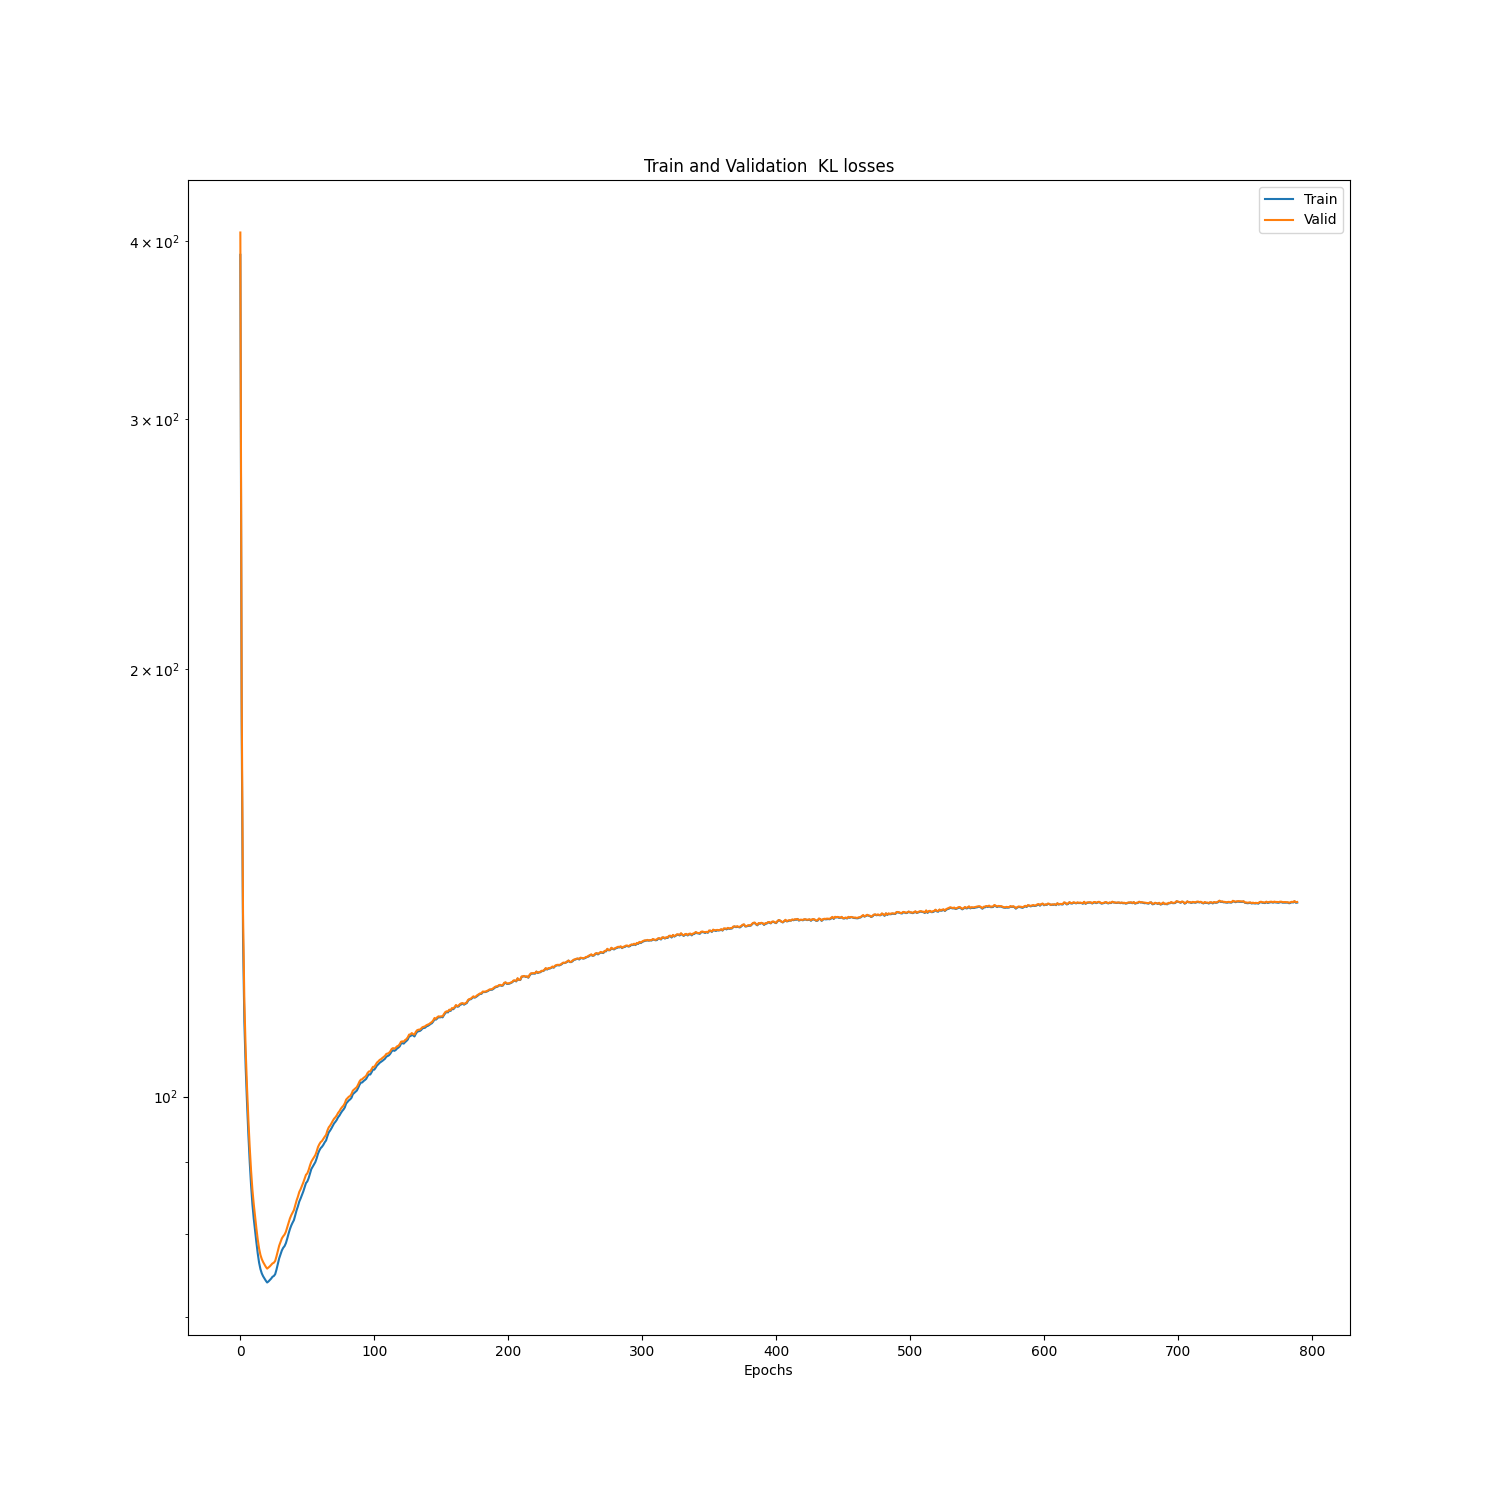 Train and Validation  KL losses
Train
Valid
4 × 10²
3 × 10²
2 × 10²
10²
0 100 200 300 400 500 600 700 800
Epochs